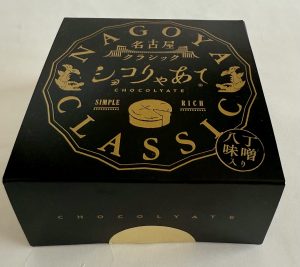 NAGOYA
名古屋
クラシック
ショコりゃあて
CHOCOLYATE
SIMPLE
RICH
CLASSIC
八丁
味噌
入り
CHOCOLYATE